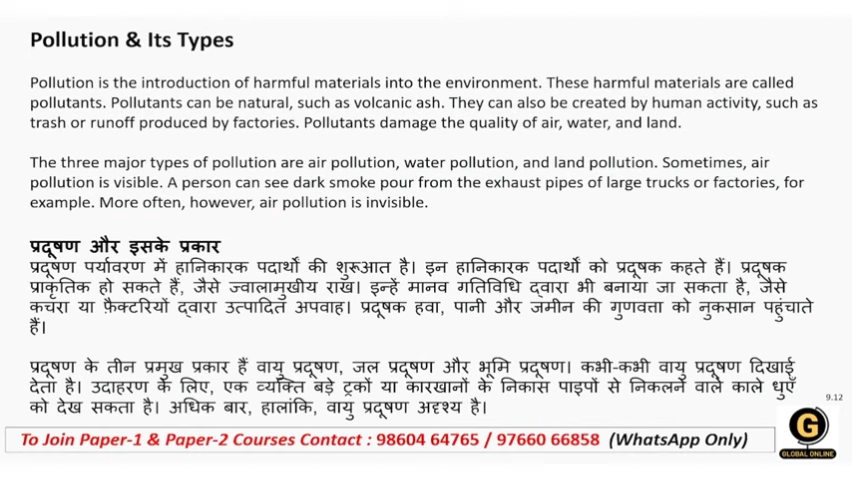 Pollution & Its Types
Pollution is the introduction of harmful materials into the environment. These harmful materials are called
pollutants. Pollutants can be natural, such as volcanic ash. They can also be created by human activity, such as
trash or runoff produced by factories. Pollutants damage the quality of air, water, and land.
The three major types of pollution are air pollution, water pollution, and land pollution. Sometimes, air
pollution is visible. A person can see dark smoke pour from the exhaust pipes of large trucks or factories, for
example. More often, however, air pollution is invisible.
प्रदूषण और इसके प्रकार
प्रदूषण पर्यावरण में हानिकारक पदार्थों की शुरूआत है। इन हानिकारक पदार्थों को प्रदूषक कहते हैं। प्रदूषक
प्राकृतिक हो सकते हैं, जैसे ज्वालामुखीय राख। इन्हें मानव गतिविधि द्वारा भी बनाया जा सकता है, जैसे
कचरा या फ़ैक्टरियों द्वारा उत्पादित अपवाह। प्रदूषक हवा, पानी और जमीन की गुणवत्ता को नुकसान पहुंचाते
हैं।
प्रदूषण के तीन प्रमुख प्रकार हैं वायु प्रदूषण, जल प्रदूषण और भूमि प्रदूषण। कभी-कभी वायु प्रदूषण दिखाई
देता है। उदाहरण के लिए, एक व्यक्ति बड़े ट्रकों या कारखानों के निकास पाइपों से निकलने वाले काले धुएँ
को देख सकता है। अधिक बार, हालांकि, वायु प्रदूषण अदृश्य है।
9.12
To Join Paper-1 & Paper-2 Courses Contact : 98604 64765 / 97660 66858 (WhatsApp Only)
G
GLOBAL ONLINE